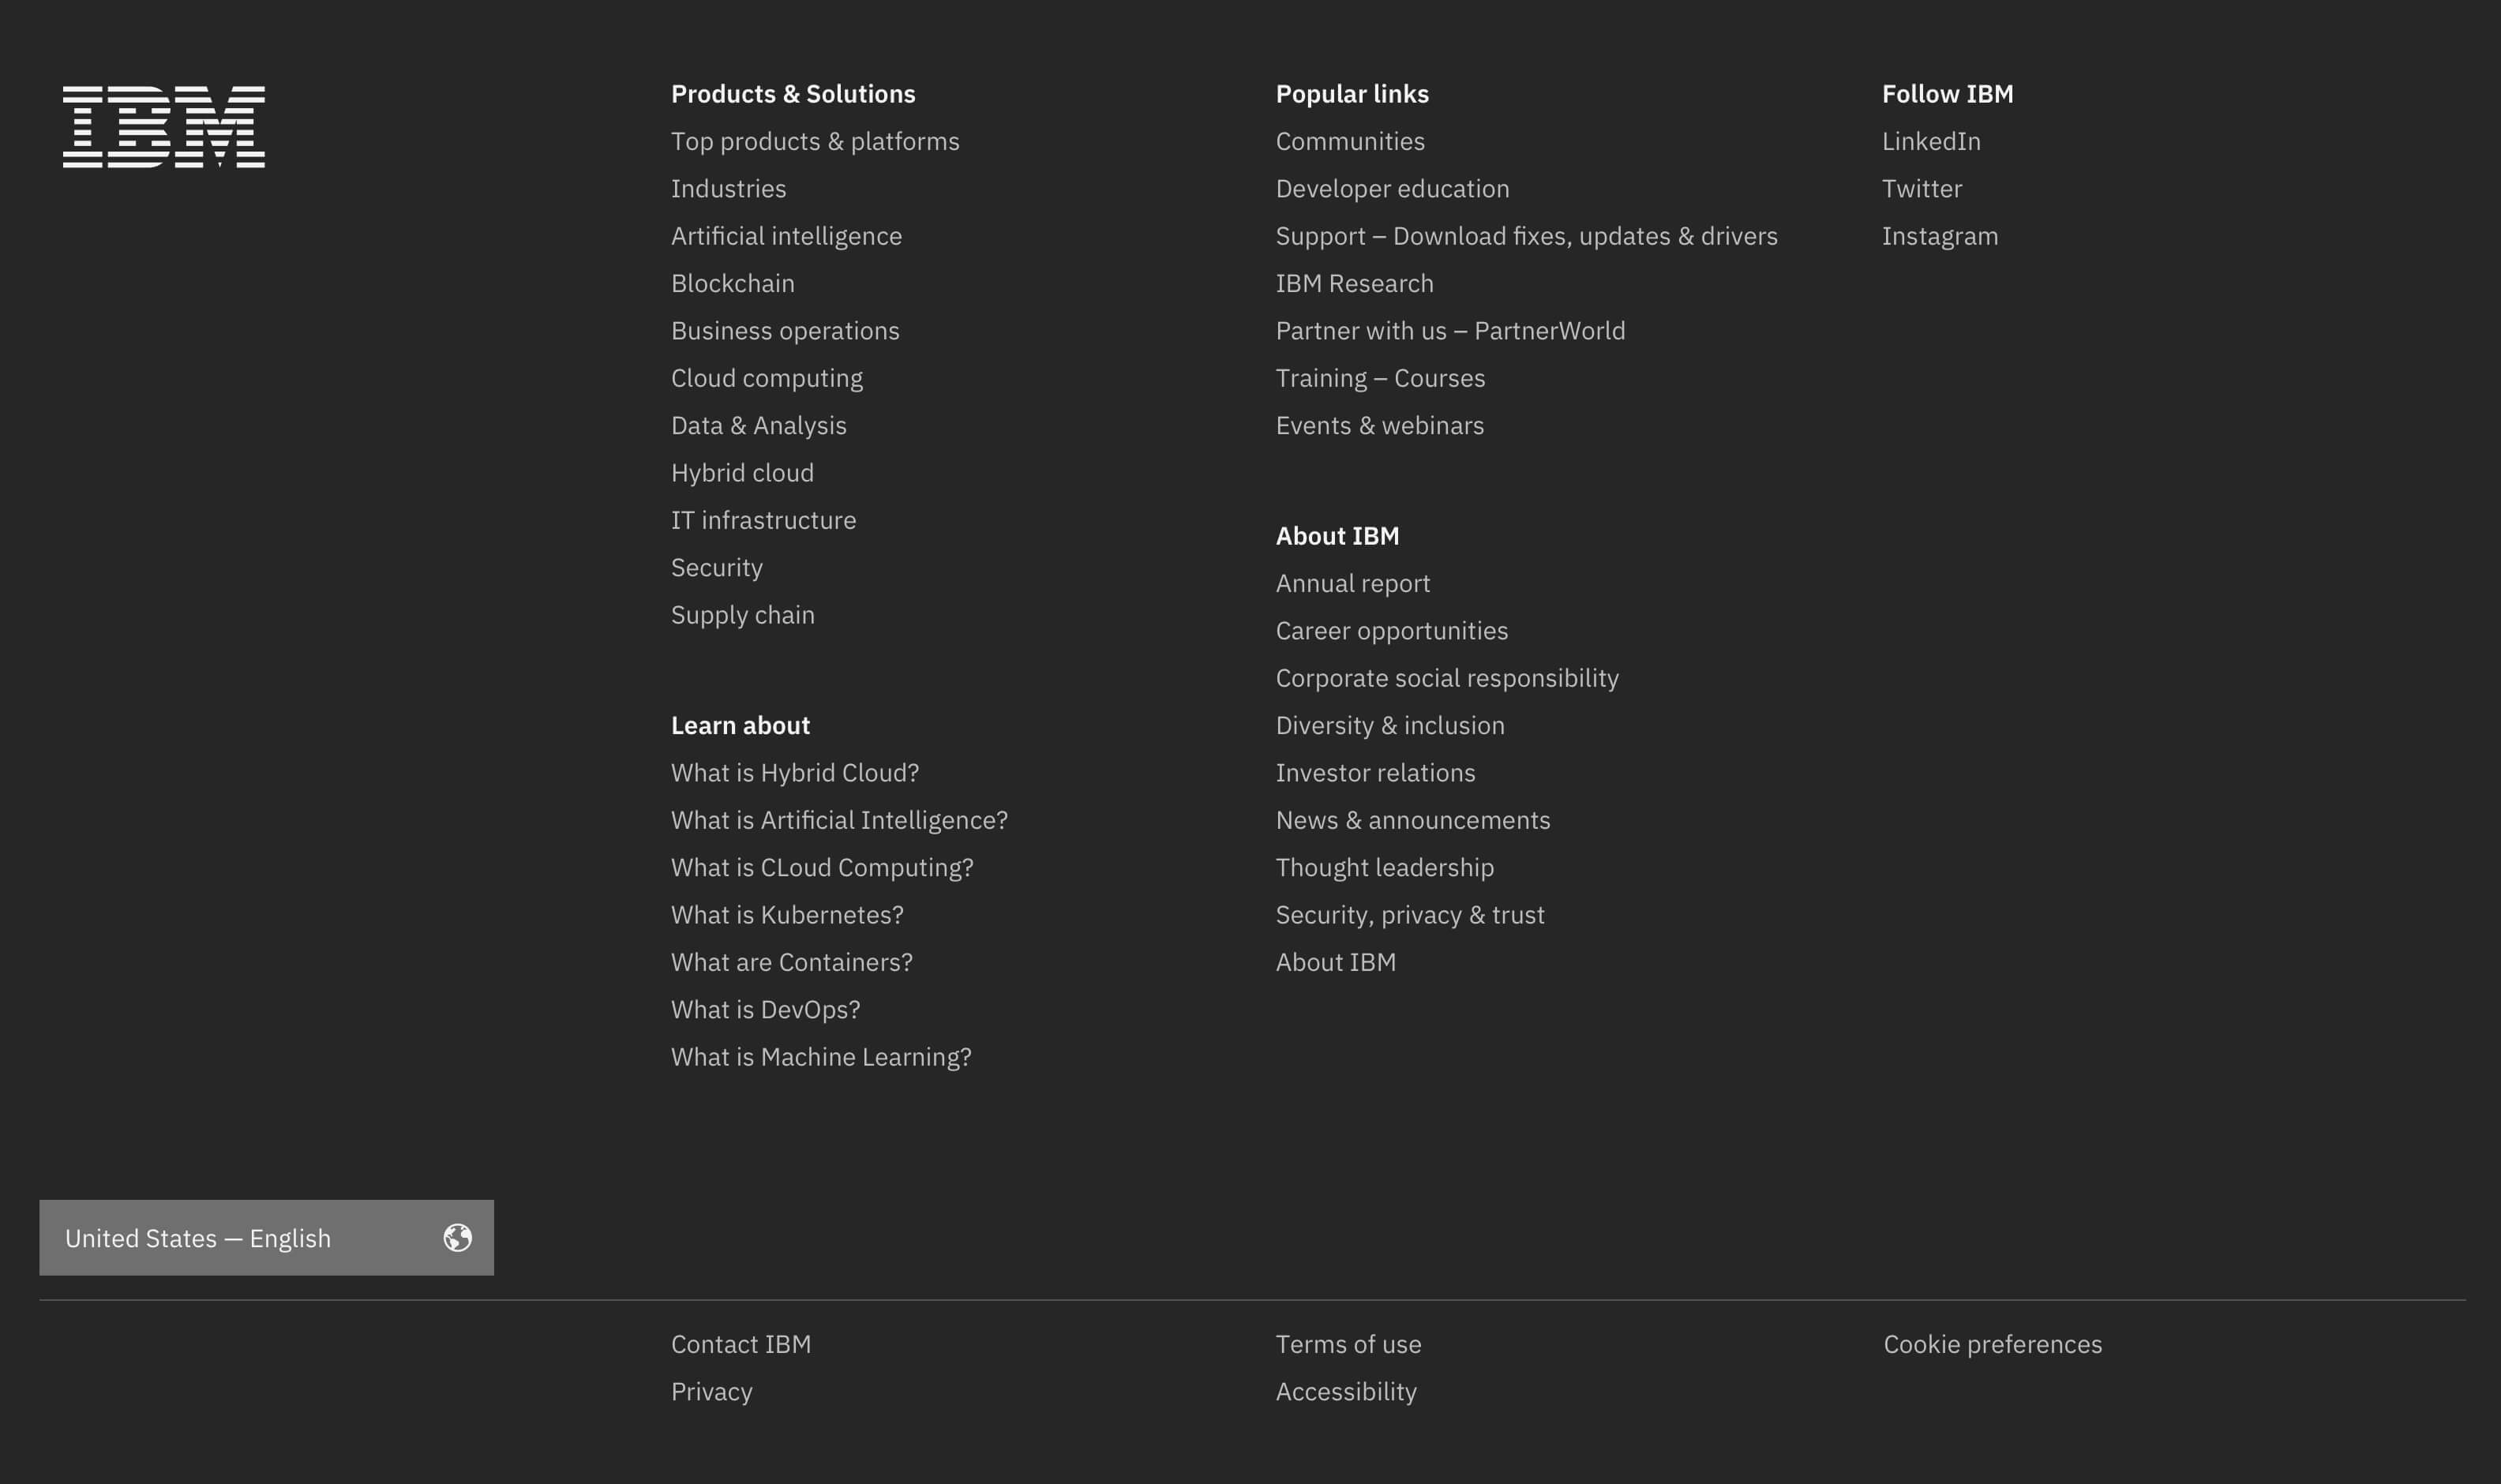 IBM
Products & Solutions
Top products & platforms
Industries
Artificial intelligence
Blockchain
Business operations
Cloud computing
Data & Analysis
Hybrid cloud
IT infrastructure
Security
Supply chain
Learn about
What is Hybrid Cloud?
What is Artificial Intelligence?
What is CLoud Computing?
What is Kubernetes?
What are Containers?
What is DevOps?
What is Machine Learning?
Popular links
Communities
Developer education
Support – Download fixes, updates & drivers
IBM Research
Partner with us – PartnerWorld
Training – Courses
Events & webinars
About IBM
Annual report
Career opportunities
Corporate social responsibility
Diversity & inclusion
Investor relations
News & announcements
Thought leadership
Security, privacy & trust
About IBM
Follow IBM
LinkedIn
Twitter
Instagram
United States — English
Contact IBM
Privacy
Terms of use
Accessibility
Cookie preferences